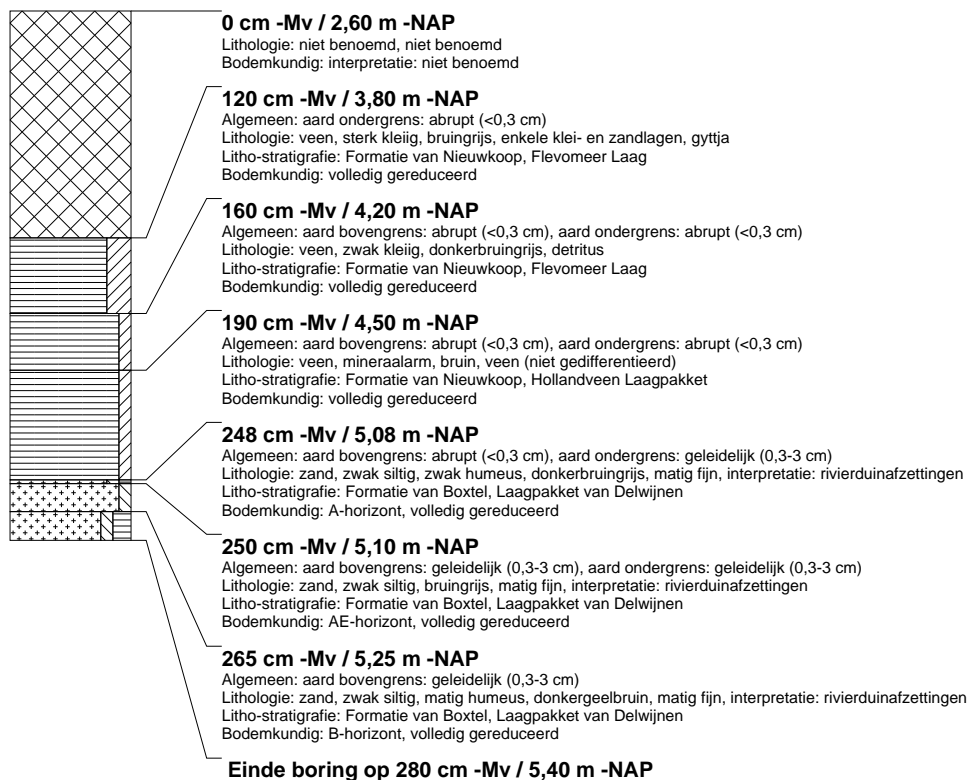 0 cm -Mv / 2,60 m -NAP
Lithologie: niet benoemd, niet benoemd
Bodemkundig: interpretatie: niet benoemd
120 cm -Mv / 3,80 m -NAP
Algemeen: aard ondergrens: abrupt (<0,3 cm)
Lithologie: veen, sterk kleiig, bruingrijs, enkele klei- en zandlagen, gyttja
Litho-stratigrafie: Formatie van Nieuwkoop, Flevomeer Laag
Bodemkundig: volledig gereduceerd
160 cm -Mv / 4,20 m -NAP
Algemeen: aard bovengrens: abrupt (<0,3 cm), aard ondergrens: abrupt (<0,3 cm)
Lithologie: veen, zwak kleiig, donkerbruingrijs, detritus
Litho-stratigrafie: Formatie van Nieuwkoop, Flevomeer Laag
Bodemkundig: volledig gereduceerd
190 cm -Mv / 4,50 m -NAP
Algemeen: aard bovengrens: abrupt (<0,3 cm), aard ondergrens: abrupt (<0,3 cm)
Lithologie: veen, mineraalarm, bruin, veen (niet gedifferentieerd)
Litho-stratigrafie: Formatie van Nieuwkoop, Hollandveen Laagpakket
Bodemkundig: volledig gereduceerd
248 cm -Mv / 5,08 m -NAP
Algemeen: aard bovengrens: abrupt (<0,3 cm), aard ondergrens: geleidelijk (0,3-3 cm)
Lithologie: zand, zwak siltig, zwak humeus, donkerbruingrijs, matig fijn, interpretatie: rivierduinafzettingen
Litho-stratigrafie: Formatie van Boxtel, Laagpakket van Delwijnen
Bodemkundig: A-horizont, volledig gereduceerd
250 cm -Mv / 5,10 m -NAP
Algemeen: aard bovengrens: geleidelijk (0,3-3 cm), aard ondergrens: geleidelijk (0,3-3 cm)
Lithologie: zand, zwak siltig, bruingrijs, matig fijn, interpretatie: rivierduinafzettingen
Litho-stratigrafie: Formatie van Boxtel, Laagpakket van Delwijnen
Bodemkundig: AE-horizont, volledig gereduceerd
265 cm -Mv / 5,25 m -NAP
Algemeen: aard bovengrens: geleidelijk (0,3-3 cm)
Lithologie: zand, zwak siltig, matig humeus, donkergeelbruin, matig fijn, interpretatie: rivierduinafzettingen
Litho-stratigrafie: Formatie van Boxtel, Laagpakket van Delwijnen
Bodemkundig: B-horizont, volledig gereduceerd
Einde boring op 280 cm -Mv / 5,40 m -NAP